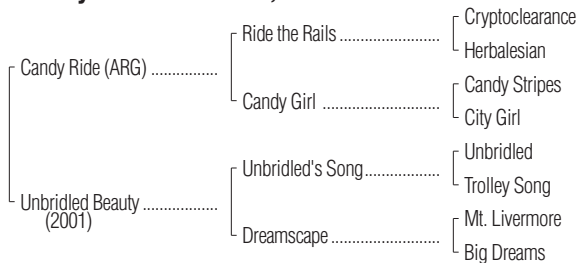 Cryptoclearance
Ride the Rails ..................
Herbalesian
Candy Ride (ARG) ................
Candy Stripes
Candy Girl ......................
City Girl
Unbridled
Unbridled's Song.................
Trolley Song
Unbridled Beauty ................
(2001)
Mt. Livermore
Dreamscape ......................
Big Dreams